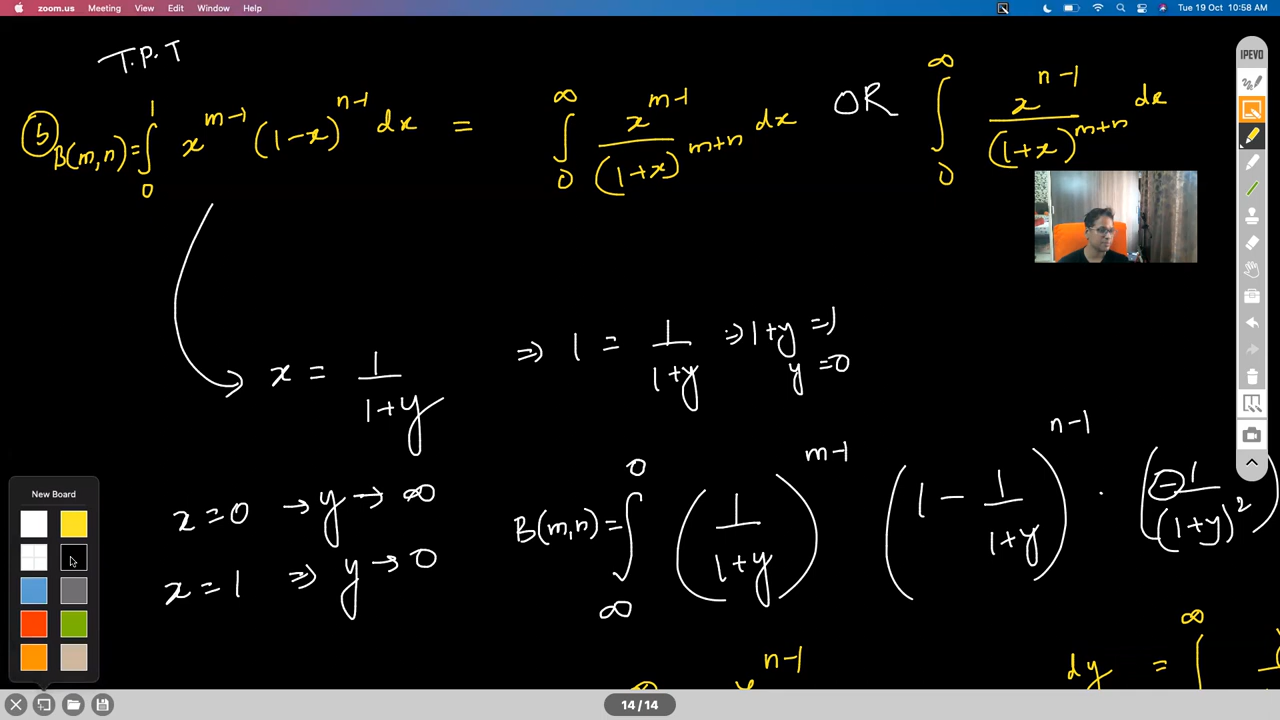 zoom.us Meeting View Edit Window Help Tue 19 Oct 10:58 AM
T.P.T
(b) B(m,n) = ∫₀¹ x^{m-1} (1-x)^{n-1} dx = ∫₀^∞ x^{m-1}/(1+x)^{m+n} dx OR ∫₀^∞ x^{n-1}/(1+x)^{m+n} dx
IPEVO
⇒ 1 = 1/(1+y) ⇒ 1+y = 1
y = 0
x = 1/(1+y)
x = 0 → y → ∞
x = 1 ⇒ y → 0
B(m,n) = ∫_∞^0 (1/(1+y))^{m-1} (1 - 1/(1+y))^{n-1} · (-1/(1+y)²)
New Board
n-1
dy = ∫^∞
14 / 14